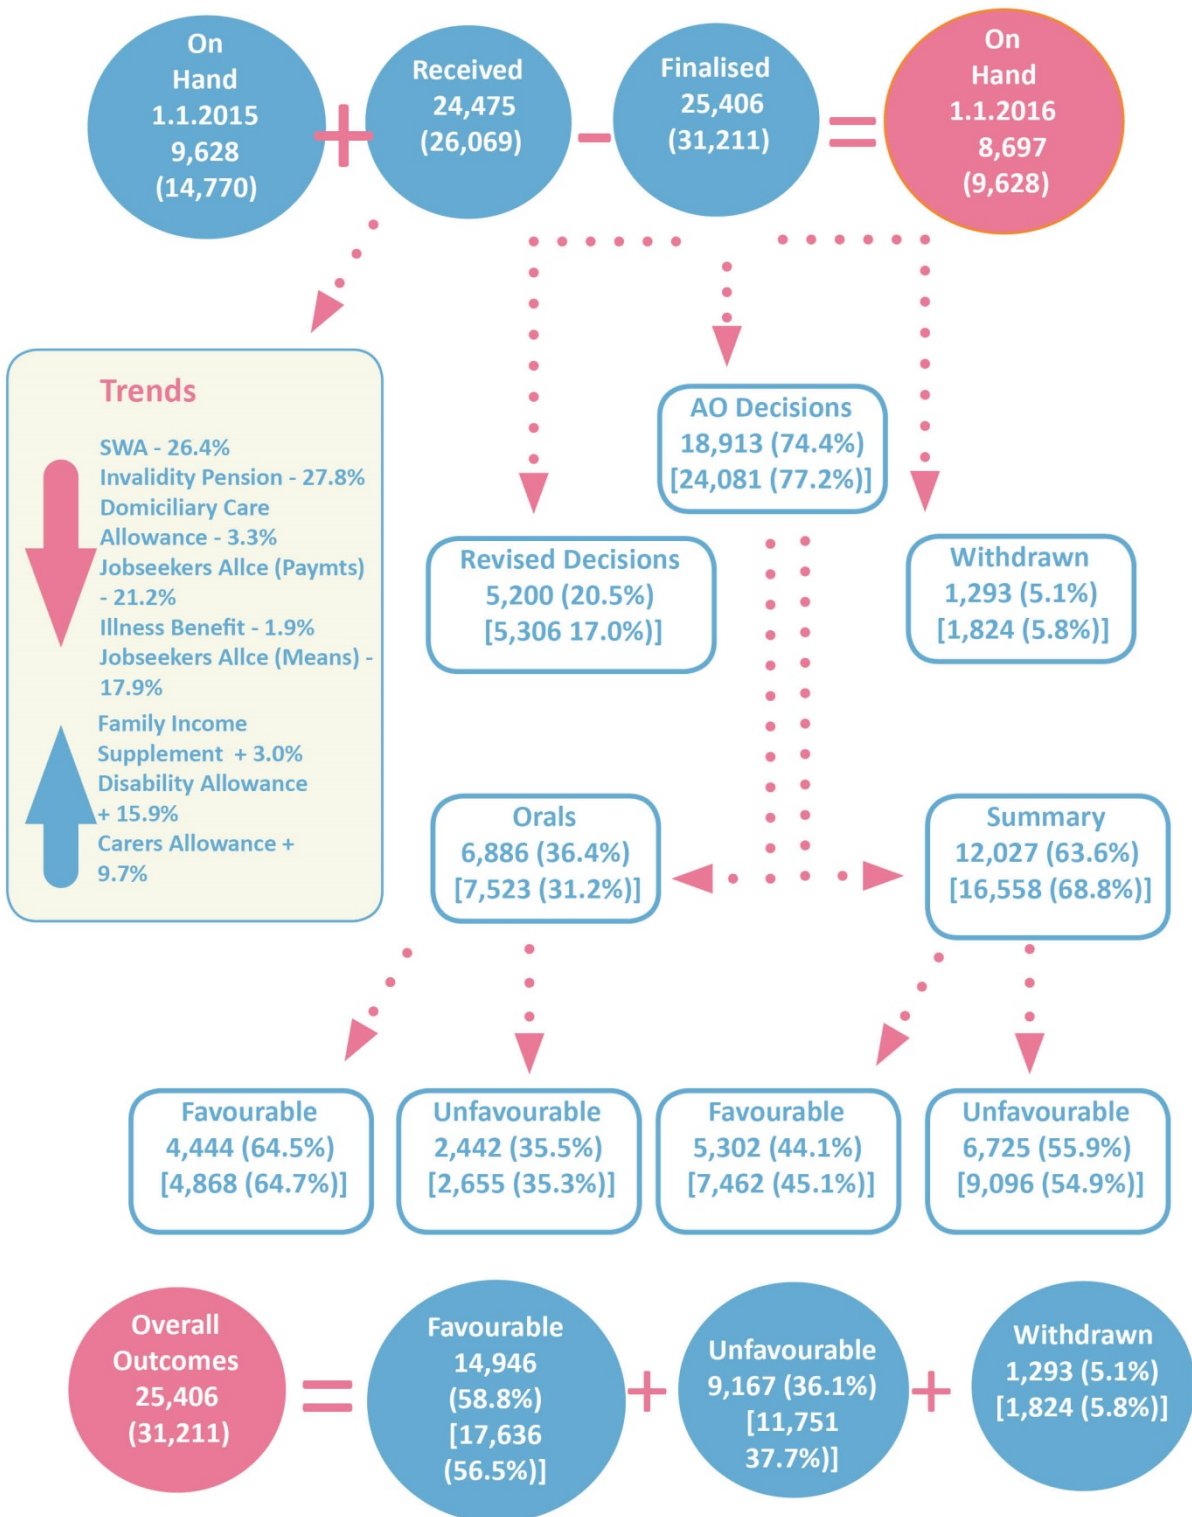 On
Hand
1.1.2015
9,628
(14,770)
+
Received
24,475
(26,069)
–
Finalised
25,406
(31,211)
=
On
Hand
1.1.2016
8,697
(9,628)
Trends
SWA - 26.4%
Invalidity Pension - 27.8%
Domiciliary Care
Allowance - 3.3%
Jobseekers Allce (Paymts)
- 21.2%
Illness Benefit - 1.9%
Jobseekers Allce (Means) -
17.9%
Family Income
Supplement + 3.0%
Disability Allowance
+ 15.9%
Carers Allowance +
9.7%
AO Decisions
18,913 (74.4%)
[24,081 (77.2%)]
Revised Decisions
5,200 (20.5%)
[5,306 17.0%)]
Withdrawn
1,293 (5.1%)
[1,824 (5.8%)]
Orals
6,886 (36.4%)
[7,523 (31.2%)]
Summary
12,027 (63.6%)
[16,558 (68.8%)]
Favourable
4,444 (64.5%)
[4,868 (64.7%)]
Unfavourable
2,442 (35.5%)
[2,655 (35.3%)]
Favourable
5,302 (44.1%)
[7,462 (45.1%)]
Unfavourable
6,725 (55.9%)
[9,096 (54.9%)]
Overall
Outcomes
25,406
(31,211)
=
Favourable
14,946
(58.8%)
[17,636
(56.5%)]
+
Unfavourable
9,167 (36.1%)
[11,751
37.7%)]
+
Withdrawn
1,293 (5.1%)
[1,824 (5.8%]